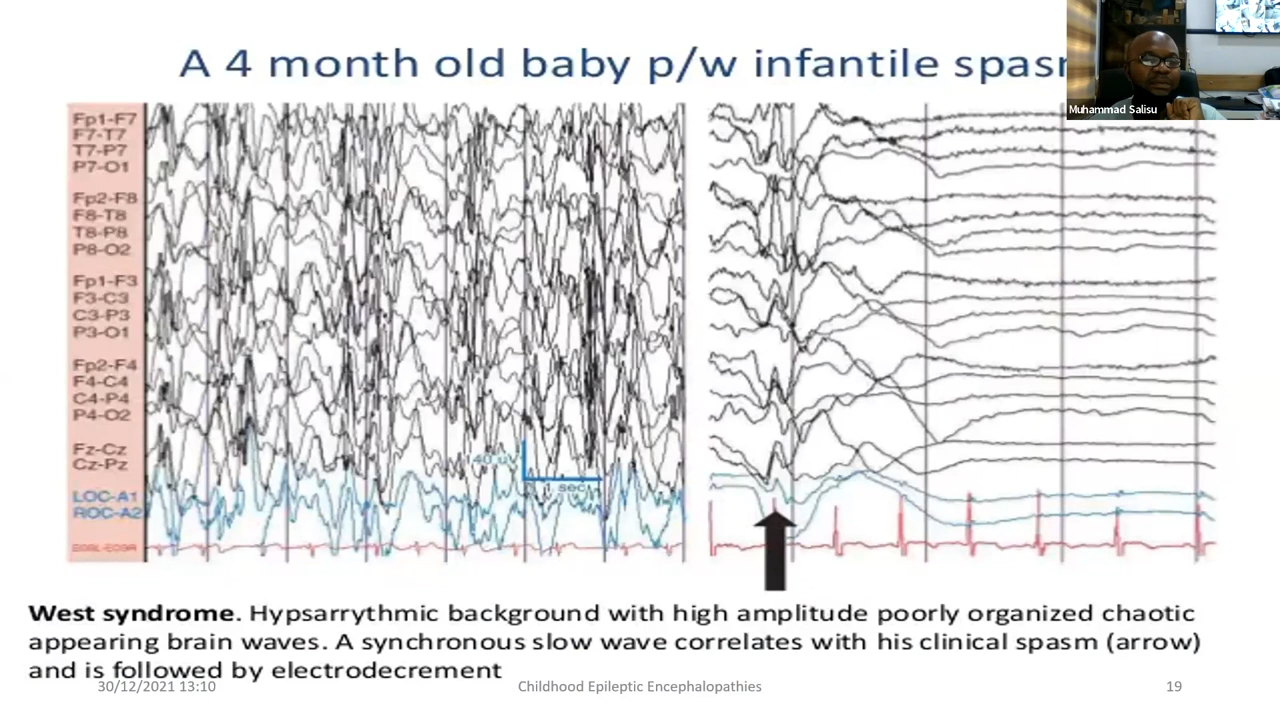 A 4 month old baby p/w infantile spasm
Muhammad Salisu
Fp1-F7
F7-T7
T7-P7
P7-O1
Fp2-F8
F8-T8
T8-P8
P8-O2
Fp1-F3
F3-C3
C3-P3
P3-O1
Fp2-F4
F4-C4
C4-P4
P4-O2
Fz-Cz
Cz-Pz
LOC-A1
ROC-A2
140 uV
1 sec
West syndrome. Hypsarrythmic background with high amplitude poorly organized chaotic
appearing brain waves. A synchronous slow wave correlates with his clinical spasm (arrow)
and is followed by electrodecrement
30/12/2021 13:10
Childhood Epileptic Encephalopathies
19